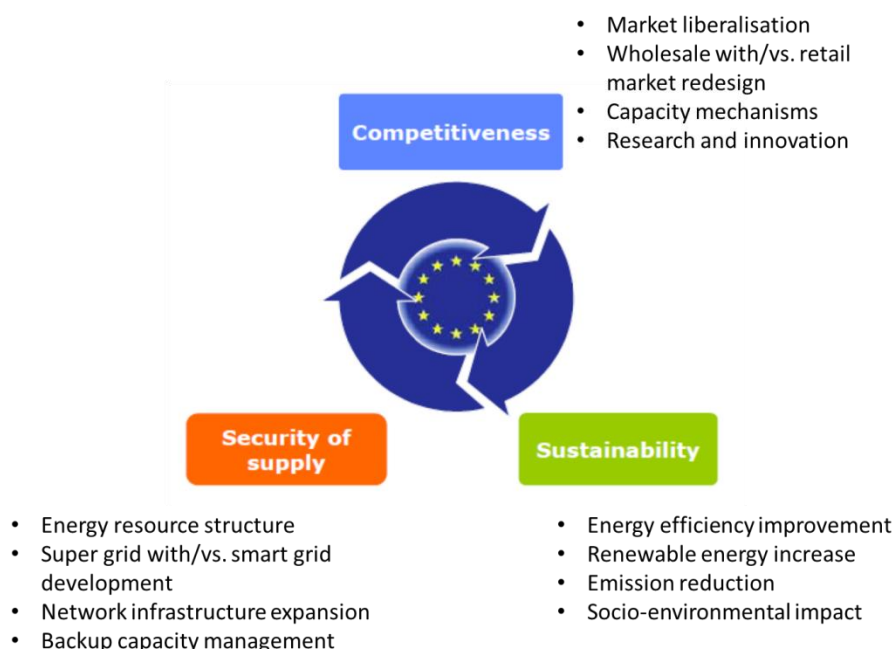 • Market liberalisation
• Wholesale with/vs. retail
market redesign
• Capacity mechanisms
• Research and innovation
Competitiveness
Security of
supply
Sustainability
• Energy resource structure
• Super grid with/vs. smart grid
development
• Network infrastructure expansion
• Backup capacity management
• Energy efficiency improvement
• Renewable energy increase
• Emission reduction
• Socio-environmental impact